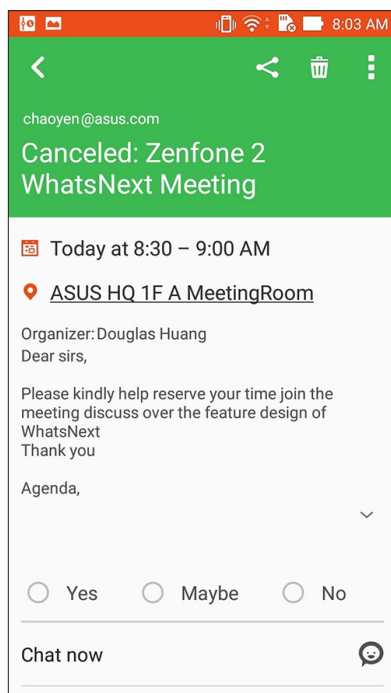 8:03 AM
chaoyen@asus.com
Canceled: Zenfone 2
WhatsNext Meeting
Today at 8:30 – 9:00 AM
ASUS HQ 1F A MeetingRoom
Organizer: Douglas Huang
Dear sirs,
Please kindly help reserve your time join the
meeting discuss over the feature design of
WhatsNext
Thank you
Agenda,
Yes Maybe No
Chat now